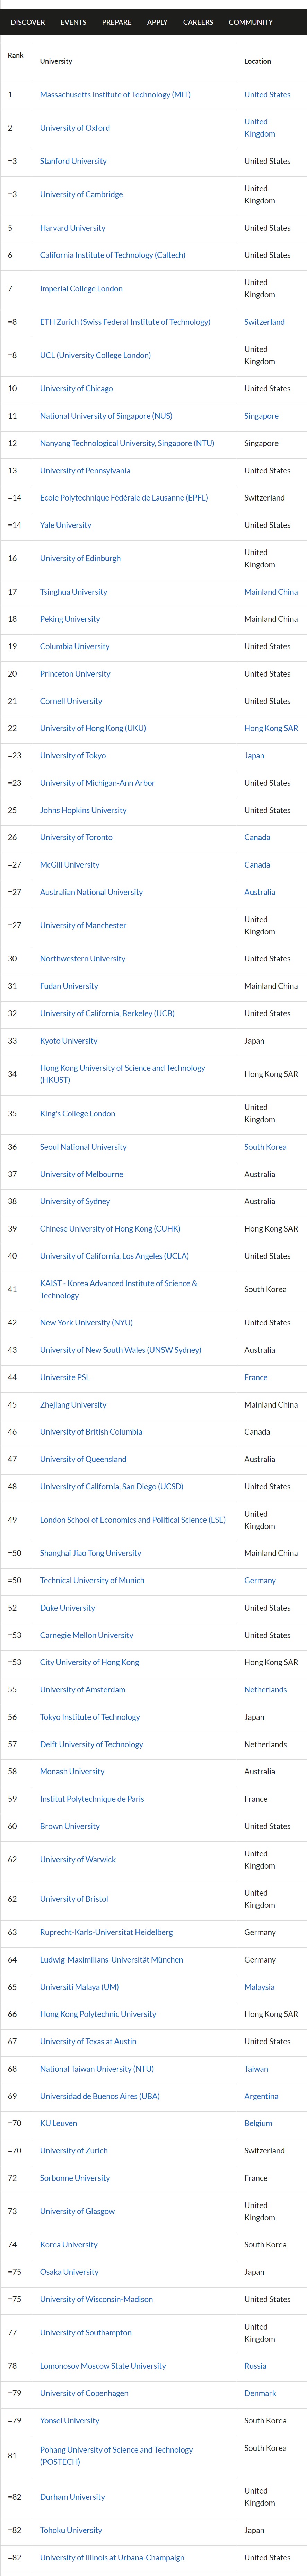 DISCOVER EVENTS PREPARE APPLY CAREERS COMMUNITY
Rank University Location
1 Massachusetts Institute of Technology (MIT) United States
2 University of Oxford United Kingdom
=3 Stanford University United States
=3 University of Cambridge United Kingdom
5 Harvard University United States
6 California Institute of Technology (Caltech) United States
7 Imperial College London United Kingdom
=8 ETH Zurich (Swiss Federal Institute of Technology) Switzerland
=8 UCL (University College London) United Kingdom
10 University of Chicago United States
11 National University of Singapore (NUS) Singapore
12 Nanyang Technological University, Singapore (NTU) Singapore
13 University of Pennsylvania United States
=14 Ecole Polytechnique Fédérale de Lausanne (EPFL) Switzerland
=14 Yale University United States
16 University of Edinburgh United Kingdom
17 Tsinghua University Mainland China
18 Peking University Mainland China
19 Columbia University United States
20 Princeton University United States
21 Cornell University United States
22 University of Hong Kong (UKU) Hong Kong SAR
=23 University of Tokyo Japan
=23 University of Michigan-Ann Arbor United States
25 Johns Hopkins University United States
26 University of Toronto Canada
=27 McGill University Canada
=27 Australian National University Australia
=27 University of Manchester United Kingdom
30 Northwestern University United States
31 Fudan University Mainland China
32 University of California, Berkeley (UCB) United States
33 Kyoto University Japan
34 Hong Kong University of Science and Technology (HKUST) Hong Kong SAR
35 King's College London United Kingdom
36 Seoul National University South Korea
37 University of Melbourne Australia
38 University of Sydney Australia
39 Chinese University of Hong Kong (CUHK) Hong Kong SAR
40 University of California, Los Angeles (UCLA) United States
41 KAIST - Korea Advanced Institute of Science & Technology South Korea
42 New York University (NYU) United States
43 University of New South Wales (UNSW Sydney) Australia
44 Universite PSL France
45 Zhejiang University Mainland China
46 University of British Columbia Canada
47 University of Queensland Australia
48 University of California, San Diego (UCSD) United States
49 London School of Economics and Political Science (LSE) United Kingdom
=50 Shanghai Jiao Tong University Mainland China
=50 Technical University of Munich Germany
52 Duke University United States
=53 Carnegie Mellon University United States
=53 City University of Hong Kong Hong Kong SAR
55 University of Amsterdam Netherlands
56 Tokyo Institute of Technology Japan
57 Delft University of Technology Netherlands
58 Monash University Australia
59 Institut Polytechnique de Paris France
60 Brown University United States
62 University of Warwick United Kingdom
62 University of Bristol United Kingdom
63 Ruprecht-Karls-Universitat Heidelberg Germany
64 Ludwig-Maximilians-Universität München Germany
65 Universiti Malaya (UM) Malaysia
66 Hong Kong Polytechnic University Hong Kong SAR
67 University of Texas at Austin United States
68 National Taiwan University (NTU) Taiwan
69 Universidad de Buenos Aires (UBA) Argentina
=70 KU Leuven Belgium
=70 University of Zurich Switzerland
72 Sorbonne University France
73 University of Glasgow United Kingdom
74 Korea University South Korea
=75 Osaka University Japan
=75 University of Wisconsin-Madison United States
77 University of Southampton United Kingdom
78 Lomonosov Moscow State University Russia
=79 University of Copenhagen Denmark
=79 Yonsei University South Korea
81 Pohang University of Science and Technology (POSTECH) South Korea
=82 Durham University United Kingdom
=82 Tohoku University Japan
=82 University of Illinois at Urbana-Champaign United States